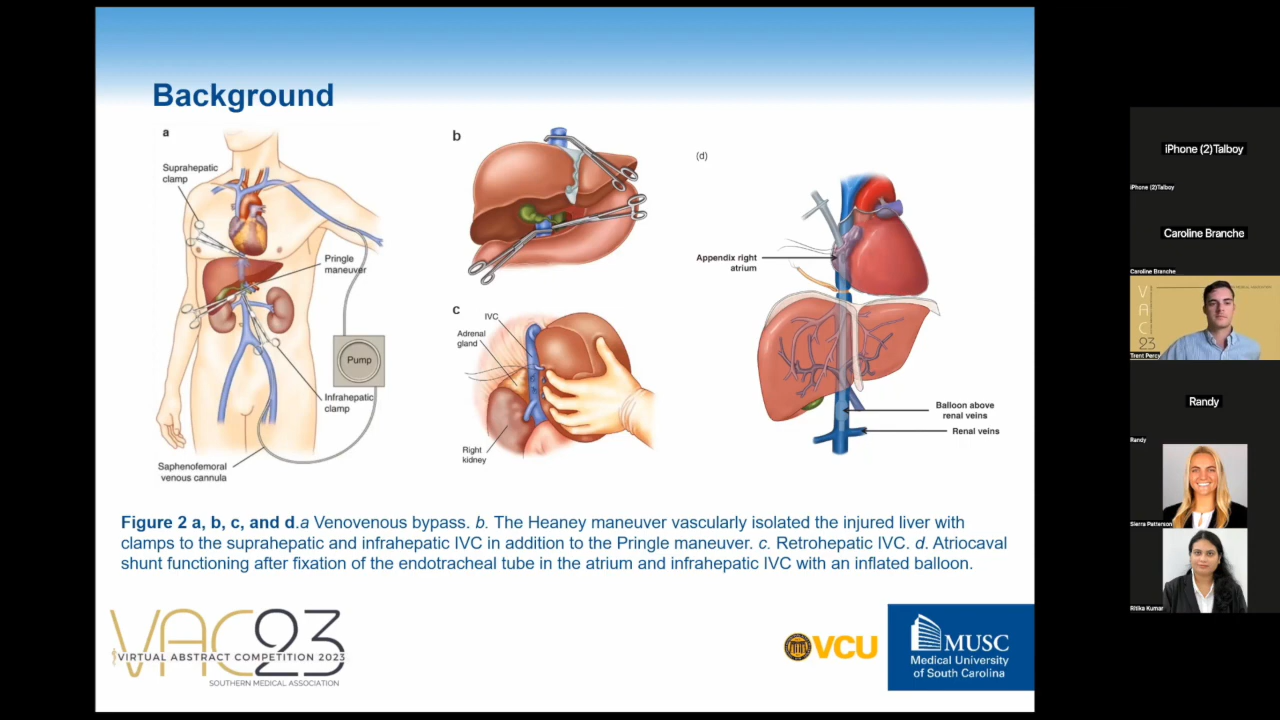 Background
a
Suprahepatic
clamp
Pringle
maneuver
Pump
Infrahepatic
clamp
Saphenofemoral
venous cannula
b
c
IVC
Adrenal
gland
Right
kidney
(d)
Appendix right
atrium
Balloon above
renal veins
Renal veins
Figure 2 a, b, c, and d.a Venovenous bypass. b. The Heaney maneuver vascularly isolated the injured liver with
clamps to the suprahepatic and infrahepatic IVC in addition to the Pringle maneuver. c. Retrohepatic IVC. d. Atriocaval
shunt functioning after fixation of the endotracheal tube in the atrium and infrahepatic IVC with an inflated balloon.
VAC23
VIRTUAL ABSTRACT COMPETITION 2023
SOUTHERN MEDICAL ASSOCIATION
VCU
MUSC
Medical University
of South Carolina
iPhone (2)Talboy
iPhone (2)Talboy
Caroline Branche
Caroline Branche
VAC
23
Trent Percy
Randy
Randy
Sierra Patterson
Ritika Kumar